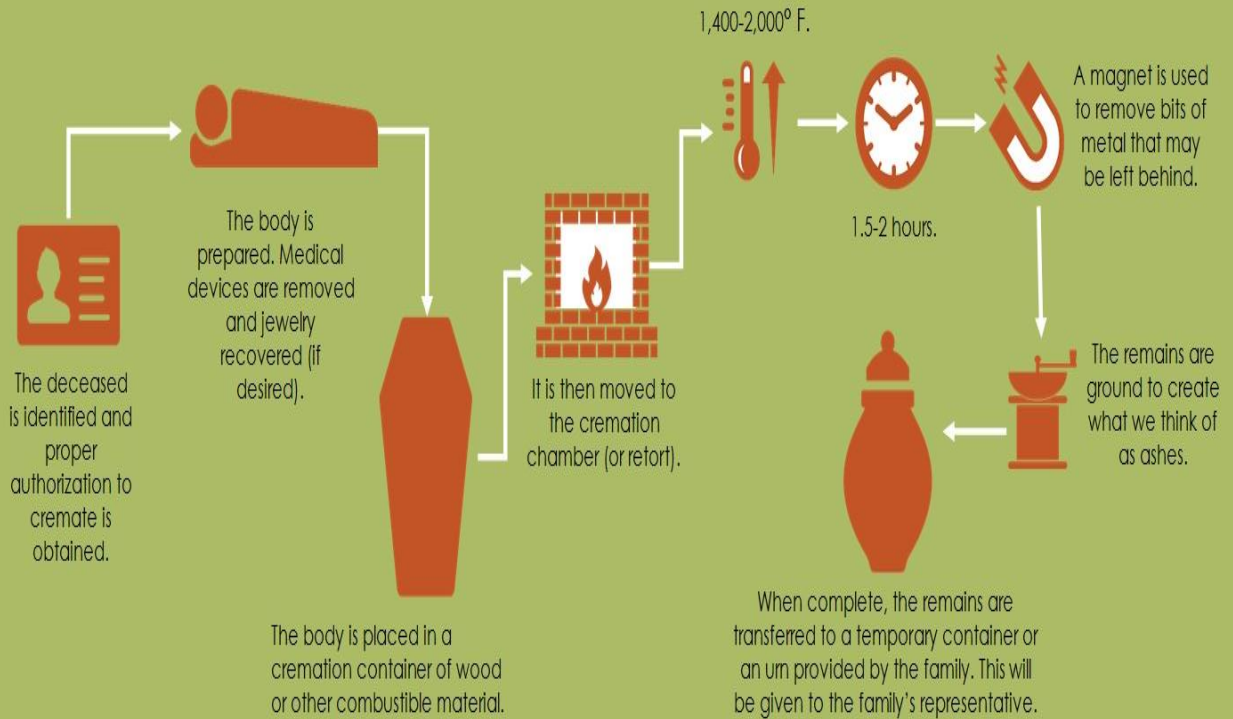 The deceased
is identified and
proper
authorization to
cremate is
obtained.
The body is
prepared. Medical
devices are removed
and jewelry
recovered (if
desired).
The body is placed in a
cremation container of wood
or other combustible material.
It is then moved to
the cremation
chamber (or retort).
1,400-2,000º F.
1.5-2 hours.
A magnet is used
to remove bits of
metal that may
be left behind.
The remains are
ground to create
what we think of
as ashes.
When complete, the remains are
transferred to a temporary container or
an urn provided by the family. This will
be given to the family’s representative.